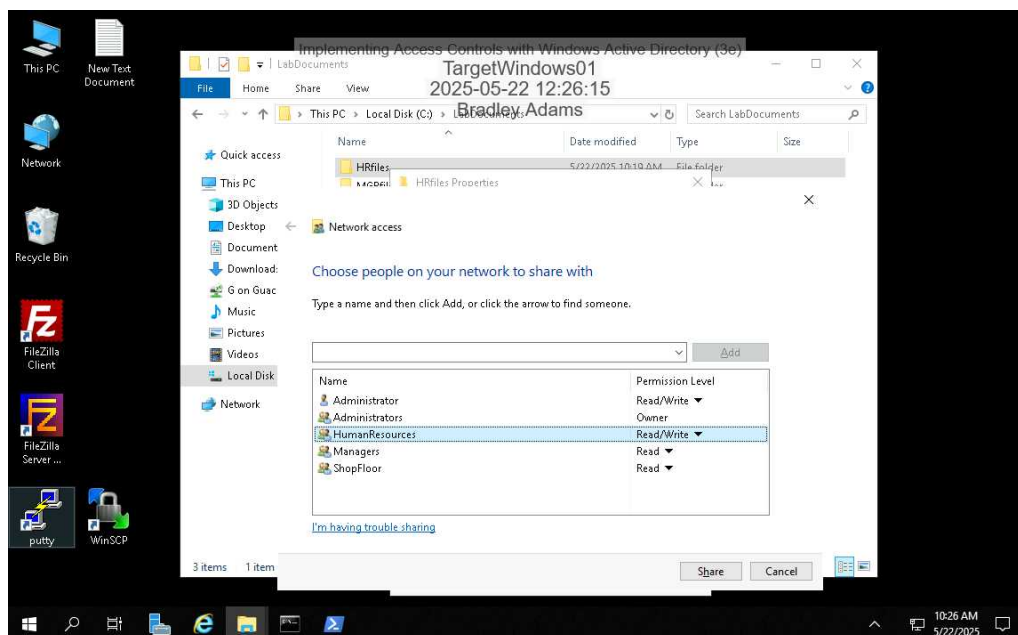 This PC
New Text
Document
Network
Recycle Bin
FileZilla
Client
FileZilla
Server ...
putty
WinSCP
Implementing Access Controls with Windows Active Directory (3e)
TargetWindows01
2025-05-22 12:26:15
Bradley Adams
LabDocuments
File Home Share View
This PC > Local Disk (C:) > LabDocuments
Search LabDocuments
Name Date modified Type Size
HRfiles 5/22/2025 10:19 AM File folder
Quick access
This PC
3D Objects
Desktop
Document
Download:
G on Guac
Music
Pictures
Videos
Local Disk
Network
HRfiles Properties
Network access
Choose people on your network to share with
Type a name and then click Add, or click the arrow to find someone.
Add
Name Permission Level
Administrator Read/Write
Administrators Owner
HumanResources Read/Write
Managers Read
ShopFloor Read
I'm having trouble sharing
Share Cancel
3 items 1 item
10:26 AM
5/22/2025